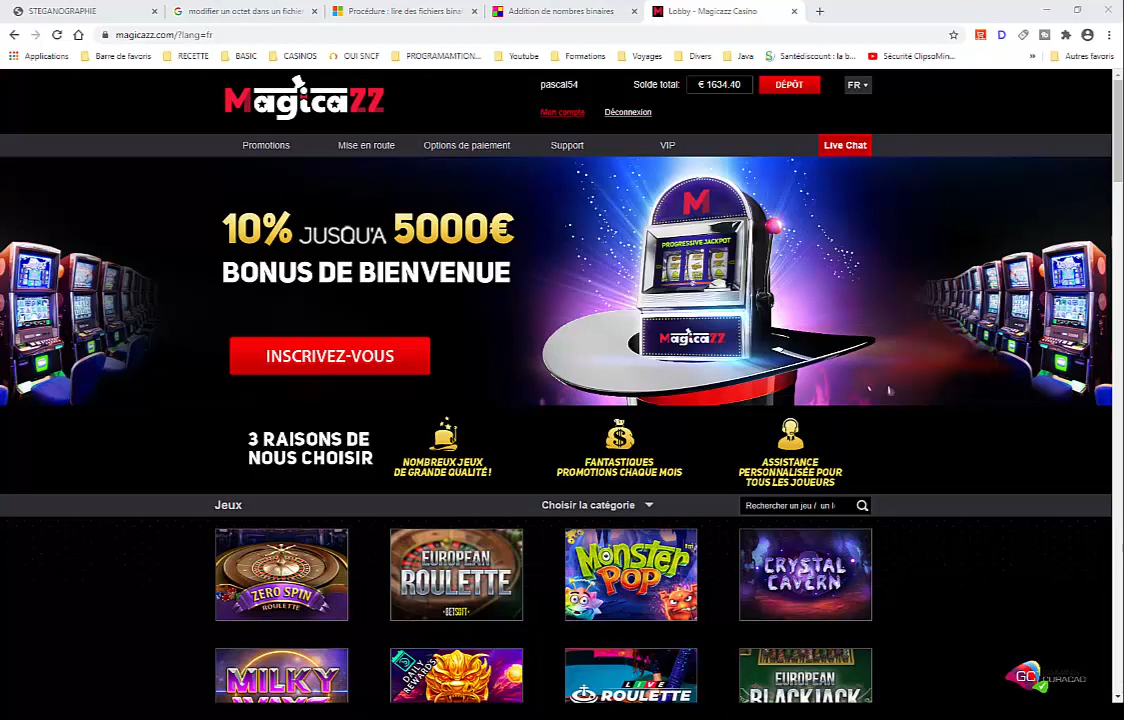 STEGANOGRAPHIE
modifier un octet dans un fichier
Procédure : lire des fichiers bina
Addition de nombres binaires
Lobby - Magicazz Casino
magicazz.com/?lang=fr
Applications
Barre de favoris
RECETTE
BASIC
CASINOS
OUI SNCF
PROGRAMAMTION...
Youtube
Formations
Voyages
Divers
Java
Santédiscount : la b...
Sécurité ClipsoMin...
Autres favoris
MagicaZZ
pascal54
Solde total:
€ 1634.40
DÉPÔT
FR
Mon compte
Déconnexion
Promotions
Mise en route
Options de paiement
Support
VIP
Live Chat
10% JUSQU'A 5000€
BONUS DE BIENVENUE
INSCRIVEZ-VOUS
M
PROGRESSIVE JACKPOT
MagicaZZ
3 RAISONS DE
NOUS CHOISIR
NOMBREUX JEUX
DE GRANDE QUALITÉ !
FANTASTIQUES
PROMOTIONS CHAQUE MOIS
ASSISTANCE
PERSONNALISÉE POUR
TOUS LES JOUEURS
Jeux
Choisir la catégorie
Rechercher un jeu / un l
ZERO SPIN
ROULETTE
EUROPEAN
ROULETTE
BETSOFT
MONSTER
POP
CRYSTAL
CAVERN
MILKY
WAYS
DAILY
REWARDS
LIVE
ROULETTE
EUROPEAN
BLACKJACK
GC
CURACAO